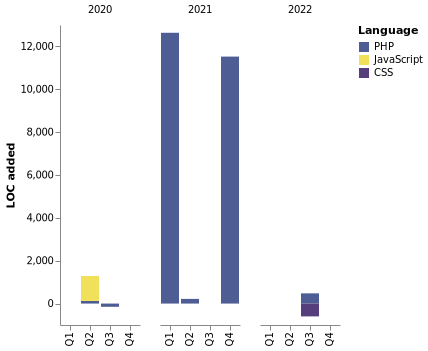 2020 2021 2022
Language
PHP
JavaScript
CSS
LOC added
12,000
10,000
8,000
6,000
4,000
2,000
0
Q1 Q2 Q3 Q4 Q1 Q2 Q3 Q4 Q1 Q2 Q3 Q4